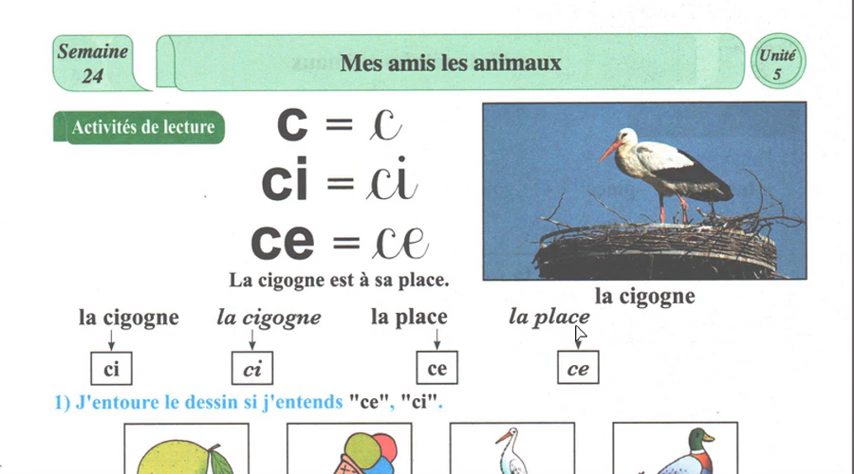 Semaine
24
Mes amis les animaux
Unité
5
Activités de lecture
c = c
ci = ci
ce = ce
La cigogne est à sa place.
la cigogne
la cigogne la cigogne la place la place
ci ci ce ce
1) J'entoure le dessin si j'entends "ce", "ci".